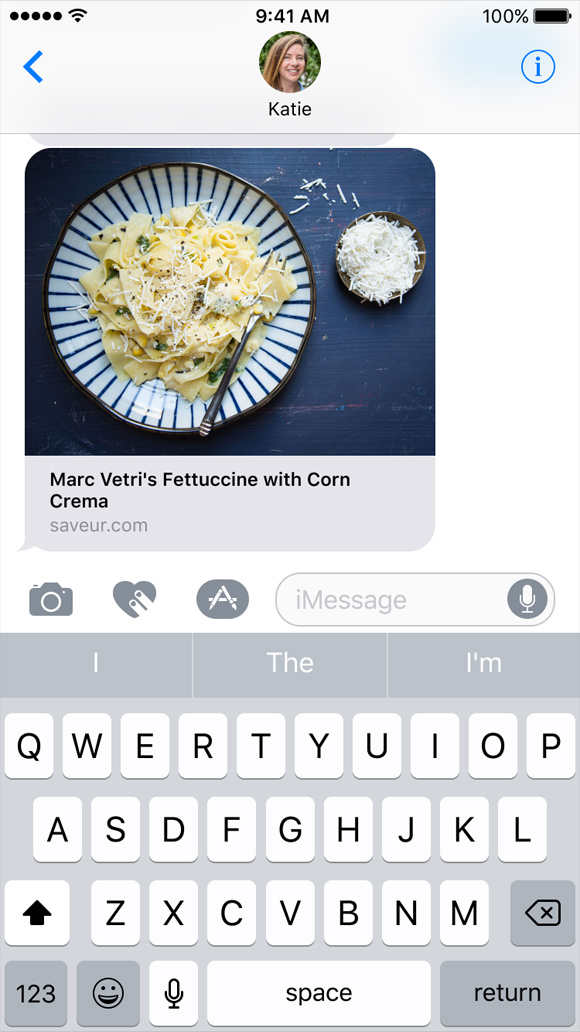 9:41 AM 100%
Katie
Marc Vetri's Fettuccine with Corn
Crema
saveur.com
iMessage
I The I'm
Q W E R T Y U I O P
A S D F G H J K L
Z X C V B N M
123 space return